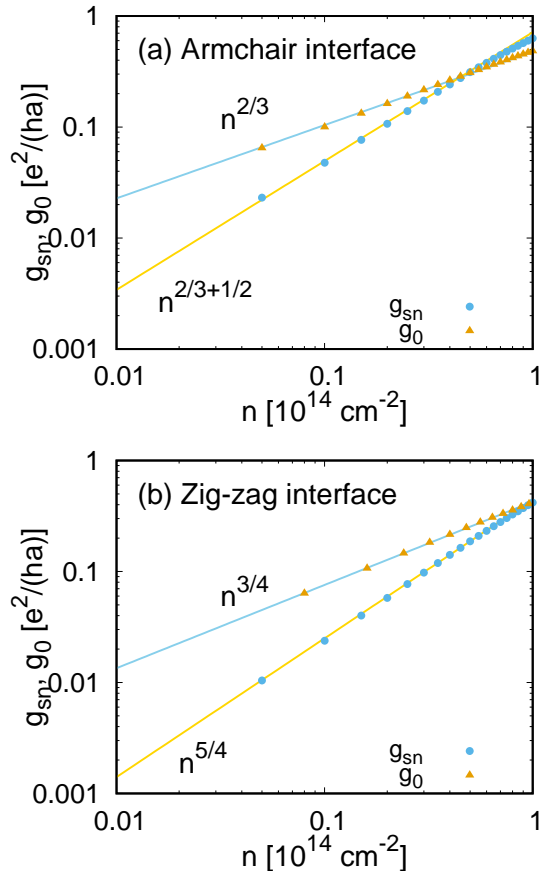 (a) Armchair interface
g_sn, g_0 [e^2/(ha)]
1
0.1
0.01
0.001
n^2/3
n^2/3+1/2
g_sn
g_0
0.01
0.1
1
n [10^14 cm^-2]
(b) Zig-zag interface
g_sn, g_0 [e^2/(ha)]
1
0.1
0.01
0.001
n^3/4
n^5/4
g_sn
g_0
0.01
0.1
1
n [10^14 cm^-2]